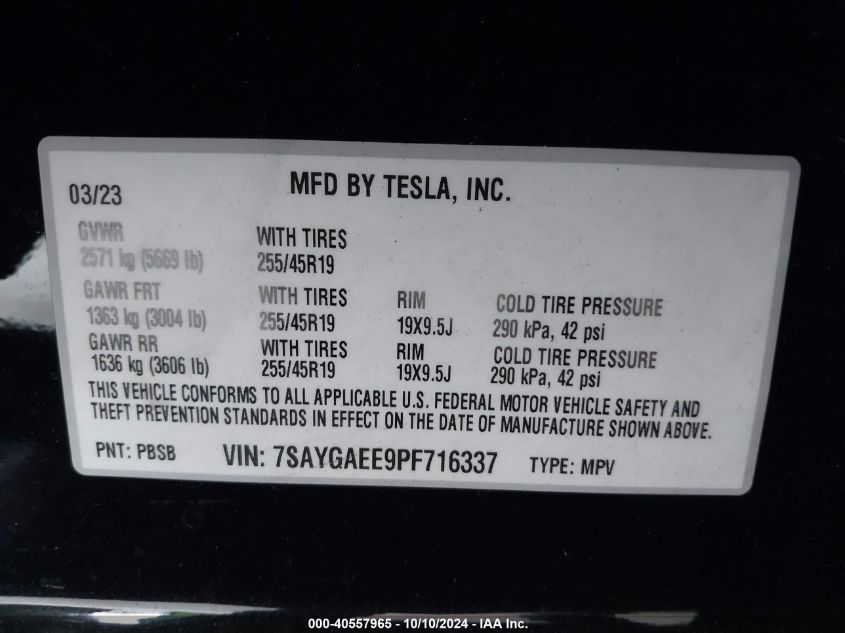 03/23 MFD BY TESLA, INC.
GVWR WITH TIRES
2571 kg (5669 lb) 255/45R19
GAWR FRT WITH TIRES RIM COLD TIRE PRESSURE
1363 kg (3004 lb) 255/45R19 19X9.5J 290 kPa, 42 psi
GAWR RR WITH TIRES RIM COLD TIRE PRESSURE
1636 kg (3606 lb) 255/45R19 19X9.5J 290 kPa, 42 psi
THIS VEHICLE CONFORMS TO ALL APPLICABLE U.S. FEDERAL MOTOR VEHICLE SAFETY AND
THEFT PREVENTION STANDARDS IN EFFECT ON THE DATE OF MANUFACTURE SHOWN ABOVE.
PNT: PBSB VIN: 7SAYGAEE9PF716337 TYPE: MPV
000-40557965 - 10/10/2024 - IAA Inc.